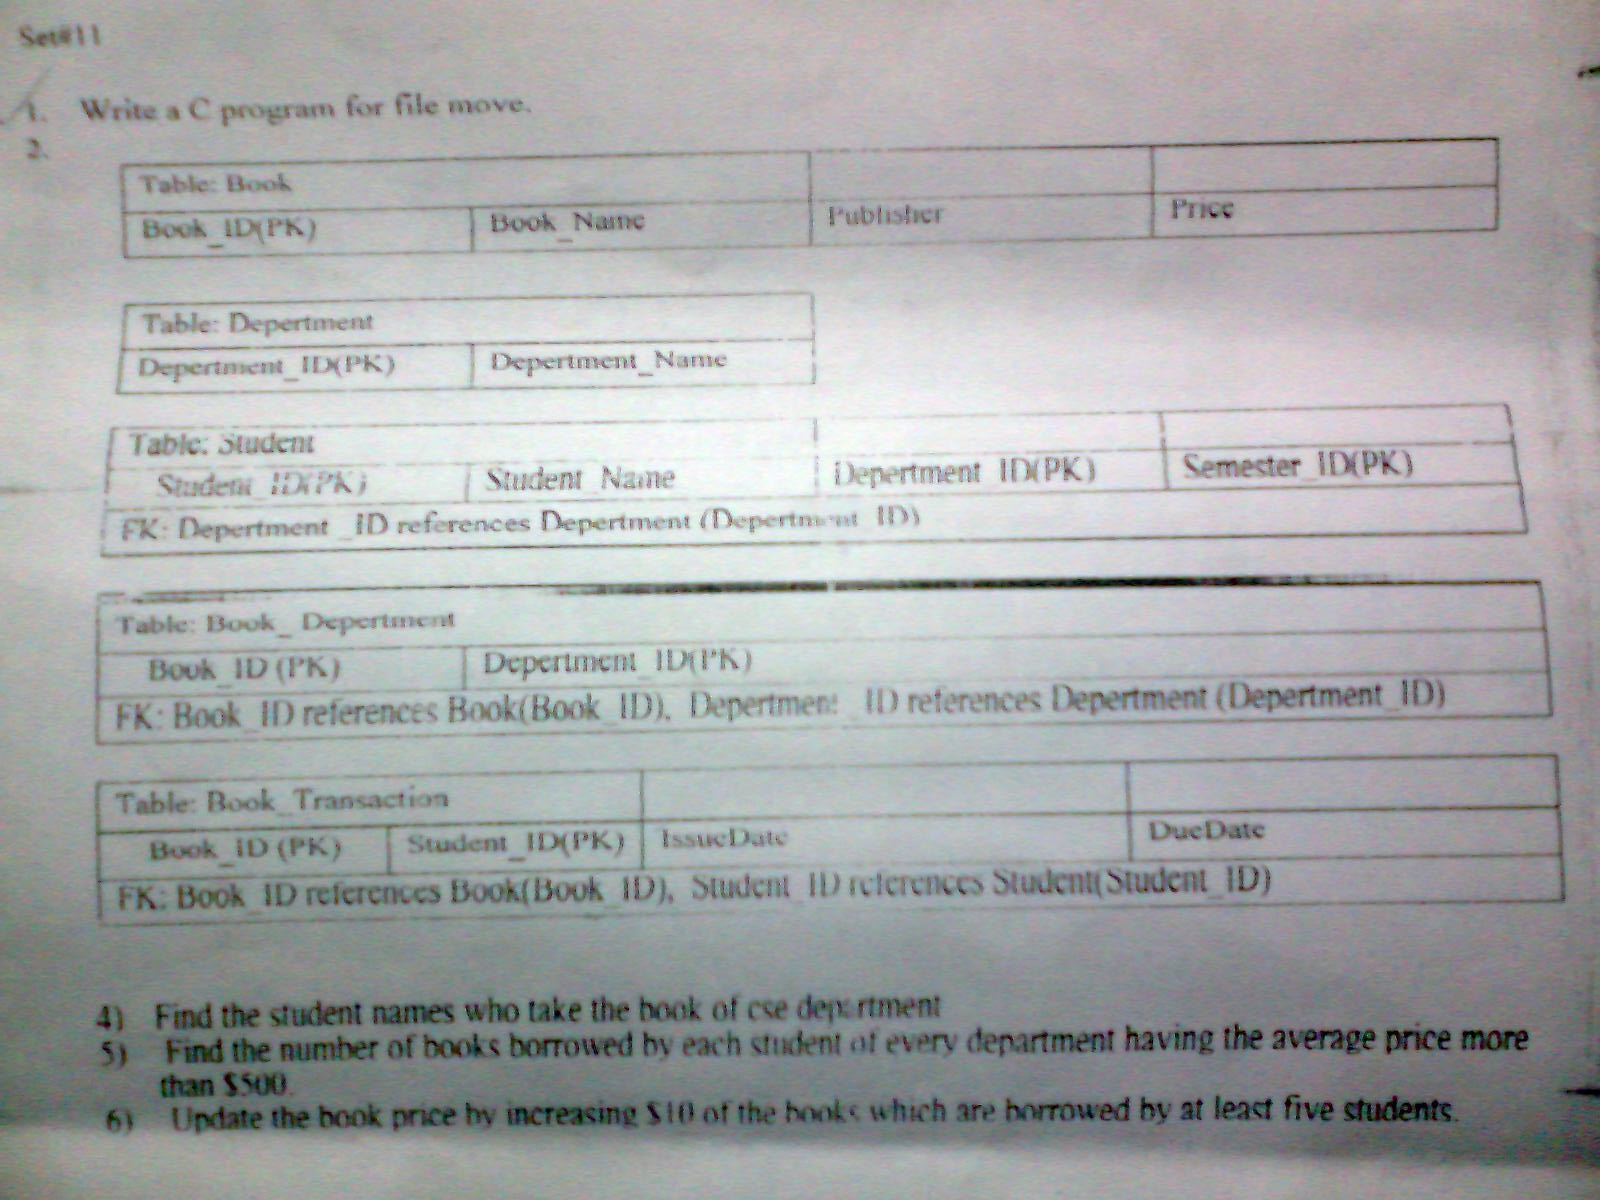 Set#11
1. Write a C program for file move.
2.
Table: Book
Book_ID(PK) Book_Name Publisher Price
Table: Depertment
Depertment_ID(PK) Depertment_Name
Table: Student
Student_ID(PK) Student_Name Depertment_ID(PK) Semester_ID(PK)
FK: Depertment _ID references Depertment (Depertment_ID)
Table: Book_ Depertment
Book_ID (PK) Depertment_ID(PK)
FK: Book_ID references Book(Book_ID), Depertment _ID references Depertment (Depertment_ID)
Table: Book_Transaction
Book_ID (PK) Student_ID(PK) IssueDate DueDate
FK: Book_ID references Book(Book_ID), Student_ID references Student(Student_ID)
4) Find the student names who take the book of cse department
5) Find the number of books borrowed by each student of every department having the average price more
than $500.
6) Update the book price by increasing $10 of the books which are borrowed by at least five students.